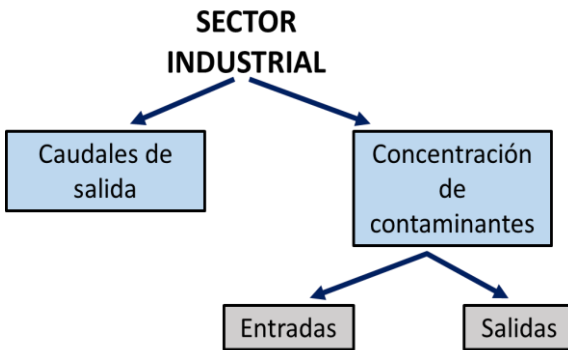 SECTOR
INDUSTRIAL
Caudales de
salida
Concentración
de
contaminantes
Entradas
Salidas